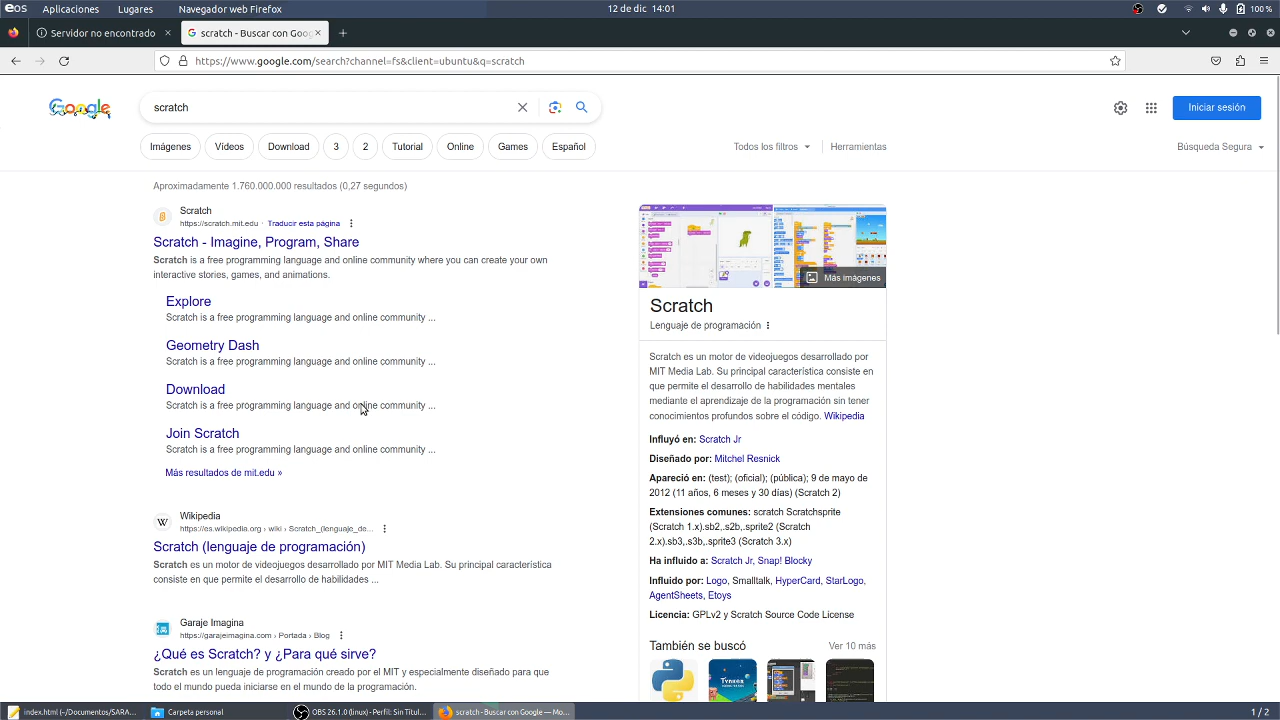 eos Aplicaciones Lugares Navegador web Firefox 12 de dic 14:01 100 %
Servidor no encontrado × scratch - Buscar con Goo × +
https://www.google.com/search?channel=fs&client=ubuntu&q=scratch
Google scratch Iniciar sesión
Imágenes Vídeos Download 3 2 Tutorial Online Games Español Todos los filtros Herramientas Búsqueda Segura
Aproximadamente 1.760.000.000 resultados (0,27 segundos)
Scratch
https://scratch.mit.edu · Traducir esta página
Scratch - Imagine, Program, Share
Scratch is a free programming language and online community where you can create your own
interactive stories, games, and animations.
Explore
Scratch is a free programming language and online community ...
Geometry Dash
Scratch is a free programming language and online community ...
Download
Scratch is a free programming language and online community ...
Join Scratch
Scratch is a free programming language and online community ...
Más resultados de mit.edu »
Wikipedia
https://es.wikipedia.org › wiki › Scratch_(lenguaje_de...
Scratch (lenguaje de programación)
Scratch es un motor de videojuegos desarrollado por MIT Media Lab. Su principal característica
consiste en que permite el desarrollo de habilidades ...
Garaje Imagina
https://garajeimagina.com › Portada › Blog
¿Qué es Scratch? y ¿Para qué sirve?
Scratch es un lenguaje de programación creado por el MIT y especialmente diseñado para que
todo el mundo pueda iniciarse en el mundo de la programación.
Más imágenes
Scratch
Lenguaje de programación
Scratch es un motor de videojuegos desarrollado por
MIT Media Lab. Su principal característica consiste en
que permite el desarrollo de habilidades mentales
mediante el aprendizaje de la programación sin tener
conocimientos profundos sobre el código. Wikipedia
Influyó en: Scratch Jr
Diseñado por: Mitchel Resnick
Apareció en: (test); (oficial); (pública); 9 de mayo de
2012 (11 años, 6 meses y 30 días) (Scratch 2)
Extensiones comunes: scratch Scratchsprite
(Scratch 1.x).sb2,.s2b,.sprite2 (Scratch
2.x).sb3,.s3b,.sprite3 (Scratch 3.x)
Ha influido a: Scratch Jr, Snap! Blocky
Influido por: Logo, Smalltalk, HyperCard, StarLogo,
AgentSheets, Etoys
Licencia: GPLv2 y Scratch Source Code License
También se buscó Ver 10 más
index.html (~/Documentos/SARA... Carpeta personal OBS 26.1.0 (linux) - Perfil: Sin Títul... scratch - Buscar con Google — Mo... 1 / 2